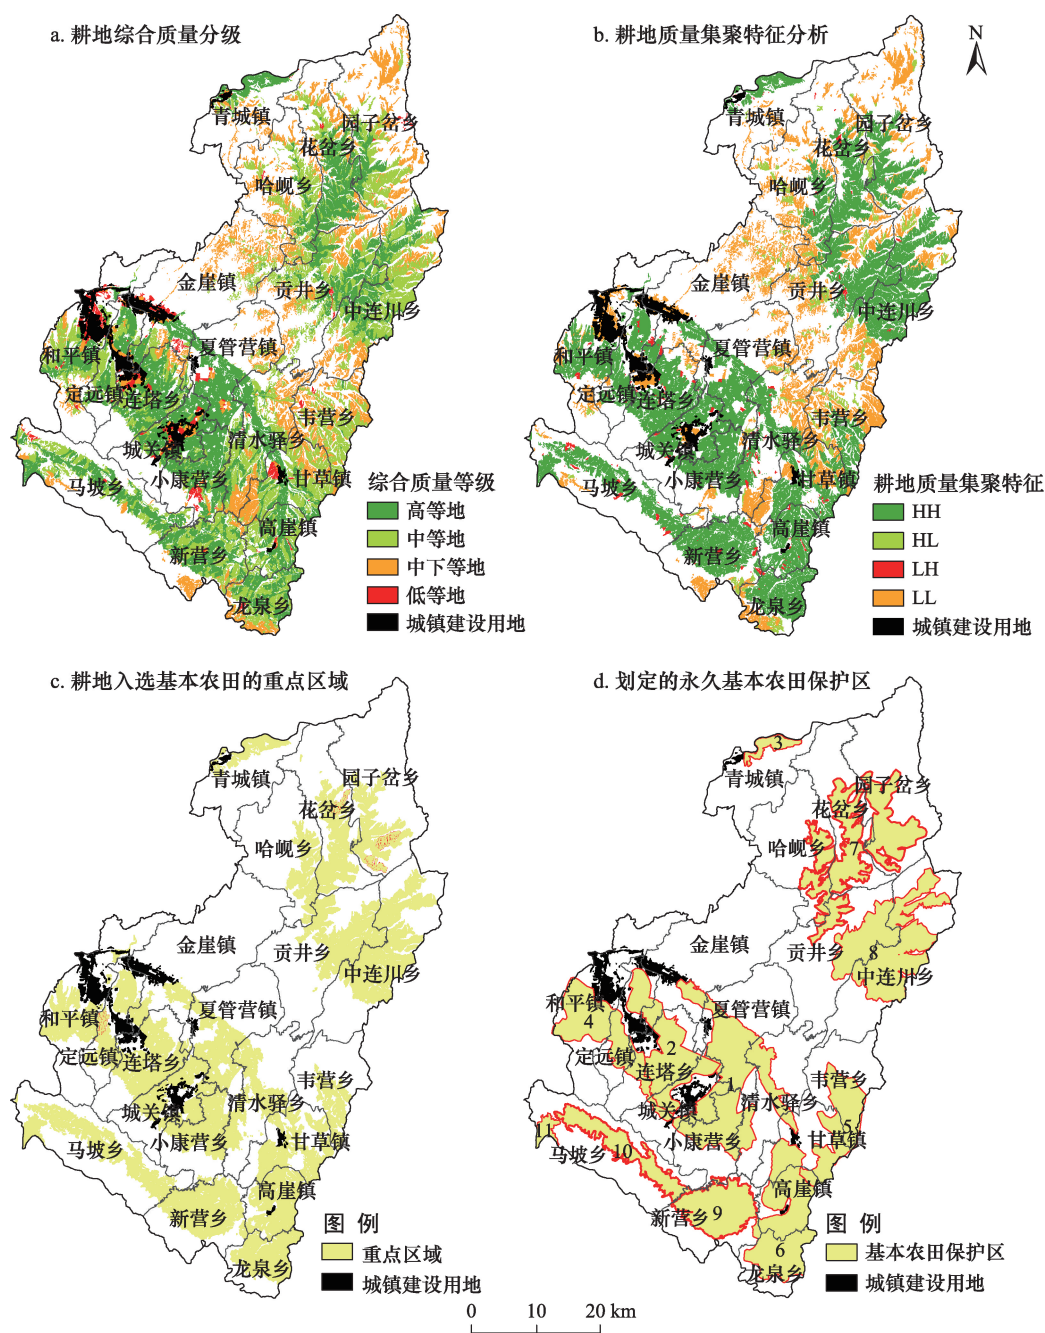 a. 耕地综合质量分级
青城镇
园子岔乡
花岔乡
哈岘乡
金崖镇
贡井乡
中连川乡
和平镇
夏管营镇
定远镇
连塔乡
韦营乡
城关镇
清水驿乡
马坡乡
小康营乡
甘草镇
高崖镇
新营乡
龙泉乡
综合质量等级
高等地
中等地
中下等地
低等地
城镇建设用地
b. 耕地质量集聚特征分析
N
青城镇
园子岔乡
花岔乡
哈岘乡
金崖镇
贡井乡
中连川乡
和平镇
夏管营镇
定远镇
连塔乡
韦营乡
城关镇
清水驿乡
马坡乡
小康营乡
甘草镇
高崖镇
新营乡
龙泉乡
耕地质量集聚特征
HH
HL
LH
LL
城镇建设用地
c. 耕地入选基本农田的重点区域
青城镇
园子岔乡
花岔乡
哈岘乡
金崖镇
贡井乡
中连川乡
和平镇
夏管营镇
定远镇
连塔乡
韦营乡
城关镇
清水驿乡
马坡乡
小康营乡
甘草镇
高崖镇
新营乡
龙泉乡
图 例
重点区域
城镇建设用地
d. 划定的永久基本农田保护区
3
青城镇
园子岔乡
花岔乡
哈岘乡
7
金崖镇
贡井乡
8
中连川乡
和平镇
4
夏管营镇
定远镇
2
连塔乡
1
韦营乡
城关镇
清水驿乡
11
马坡乡
10
小康营乡
5
甘草镇
高崖镇
新营乡
9
6
龙泉乡
图 例
基本农田保护区
城镇建设用地
0 10 20 km